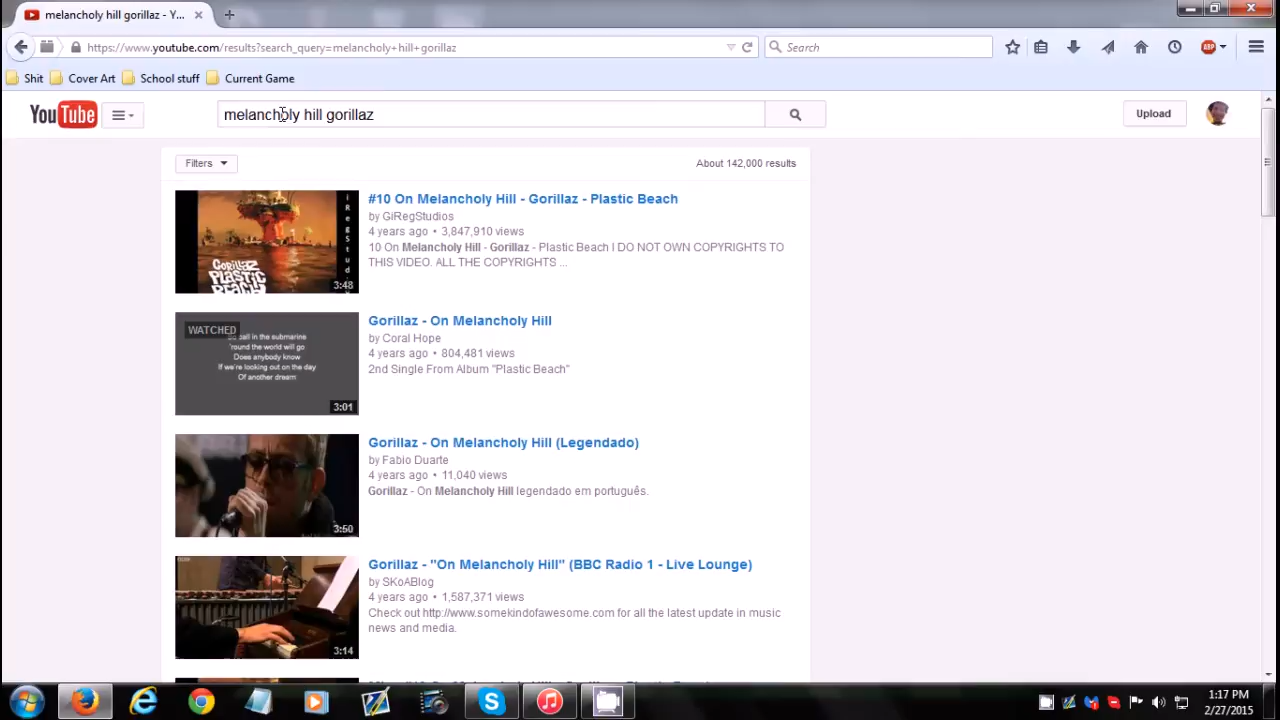 melancholy hill gorillaz - Y...
https://www.youtube.com/results?search_query=melancholy+hill+gorillaz
Search
ABP
Shit
Cover Art
School stuff
Current Game
YouTube
melancholy hill gorillaz
Upload
Filters
About 142,000 results
#10 On Melancholy Hill - Gorillaz - Plastic Beach
by GiRegStudios
4 years ago • 3,847,910 views
10 On Melancholy Hill - Gorillaz - Plastic Beach I DO NOT OWN COPYRIGHTS TO
THIS VIDEO. ALL THE COPYRIGHTS ...
GORILLAZ
PLASTIC
BEACH
3:48
Gorillaz - On Melancholy Hill
by Coral Hope
4 years ago • 804,481 views
2nd Single From Album "Plastic Beach"
WATCHED
call in the submarine
'round the world will go
Does anybody know
If we're looking out on the day
Of another dream
3:01
Gorillaz - On Melancholy Hill (Legendado)
by Fabio Duarte
4 years ago • 11,040 views
Gorillaz - On Melancholy Hill legendado em português.
3:50
Gorillaz - "On Melancholy Hill" (BBC Radio 1 - Live Lounge)
by SKoABlog
4 years ago • 1,587,371 views
Check out http://www.somekindofawesome.com for all the latest update in music
news and media.
3:14
1:17 PM
2/27/2015